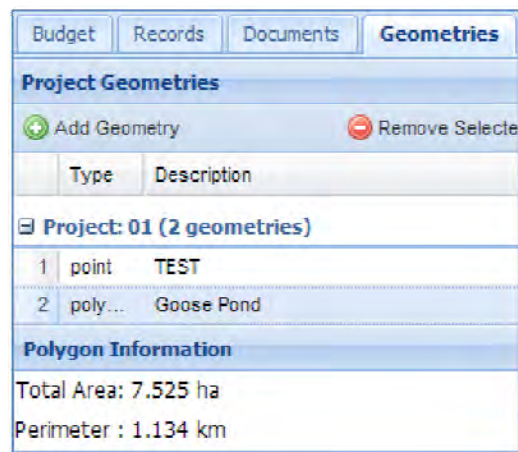 Budget Records Documents Geometries
Project Geometries
Add Geometry Remove Selecte
Type Description
Project: 01 (2 geometries)
1 point TEST
2 poly... Goose Pond
Polygon Information
Total Area: 7.525 ha
Perimeter : 1.134 km